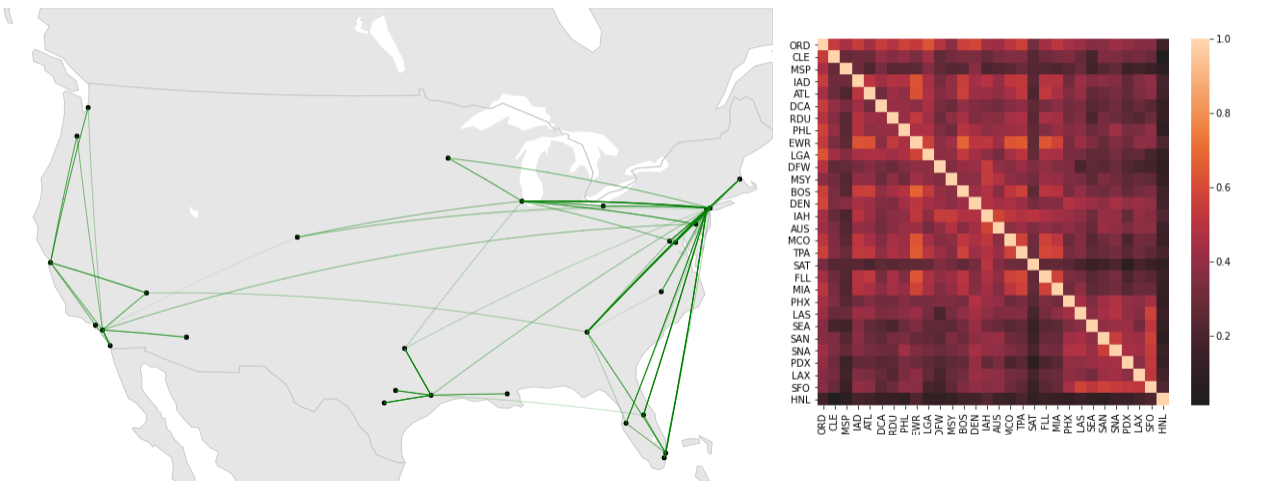 ORD
CLE
MSP
IAD
ATL
DCA
RDU
PHL
EWR
LGA
DFW
MSY
BOS
DEN
IAH
AUS
MCO
TPA
SAT
FLL
MIA
PHX
LAS
SEA
SAN
SNA
PDX
LAX
SFO
HNL
ORD CLE MSP IAD ATL DCA RDU PHL EWR LGA DFW MSY BOS DEN IAH AUS MCO TPA SAT FLL MIA PHX LAS SEA SAN SNA PDX LAX SFO HNL
1.0
0.8
0.6
0.4
0.2